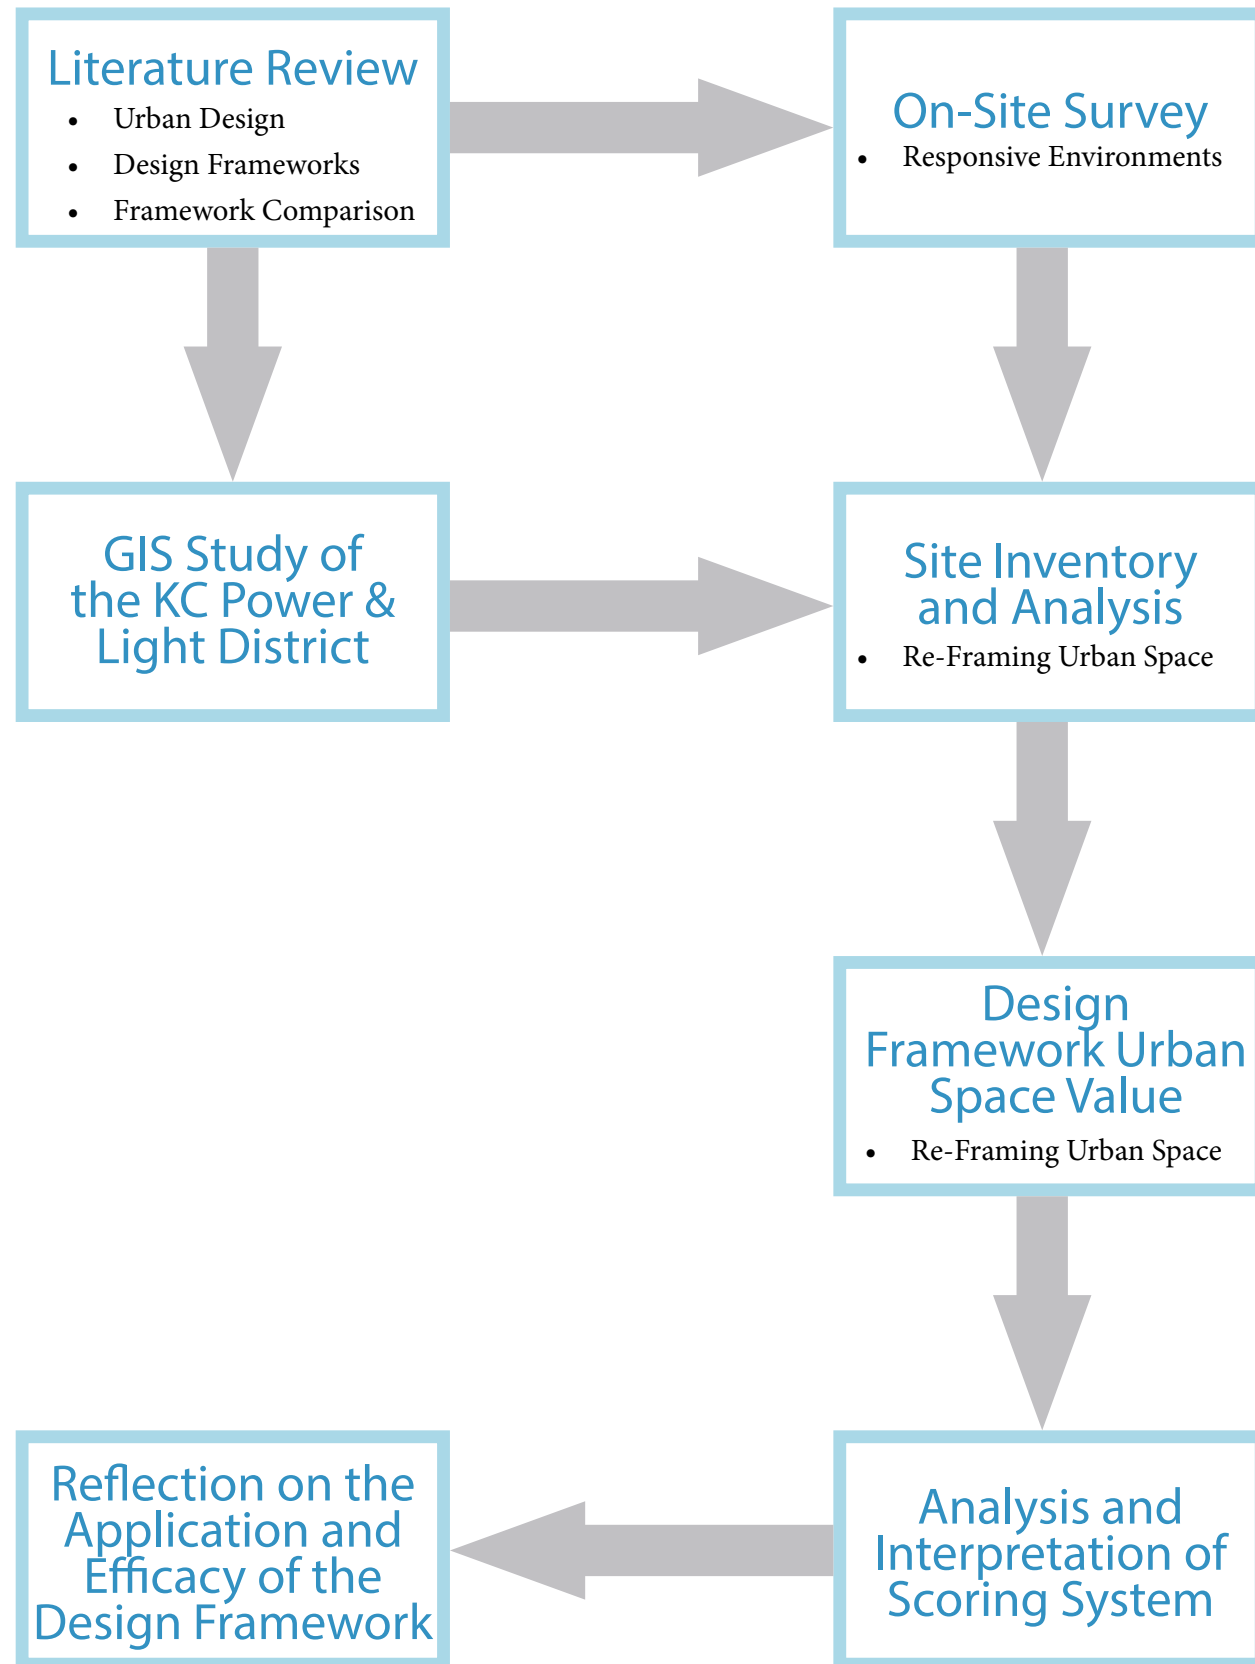 Literature Review
• Urban Design
• Design Frameworks
• Framework Comparison
On-Site Survey
• Responsive Environments
GIS Study of
the KC Power &
Light District
Site Inventory
and Analysis
• Re-Framing Urban Space
Design
Framework Urban
Space Value
• Re-Framing Urban Space
Reflection on the
Application and
Efficacy of the
Design Framework
Analysis and
Interpretation of
Scoring System